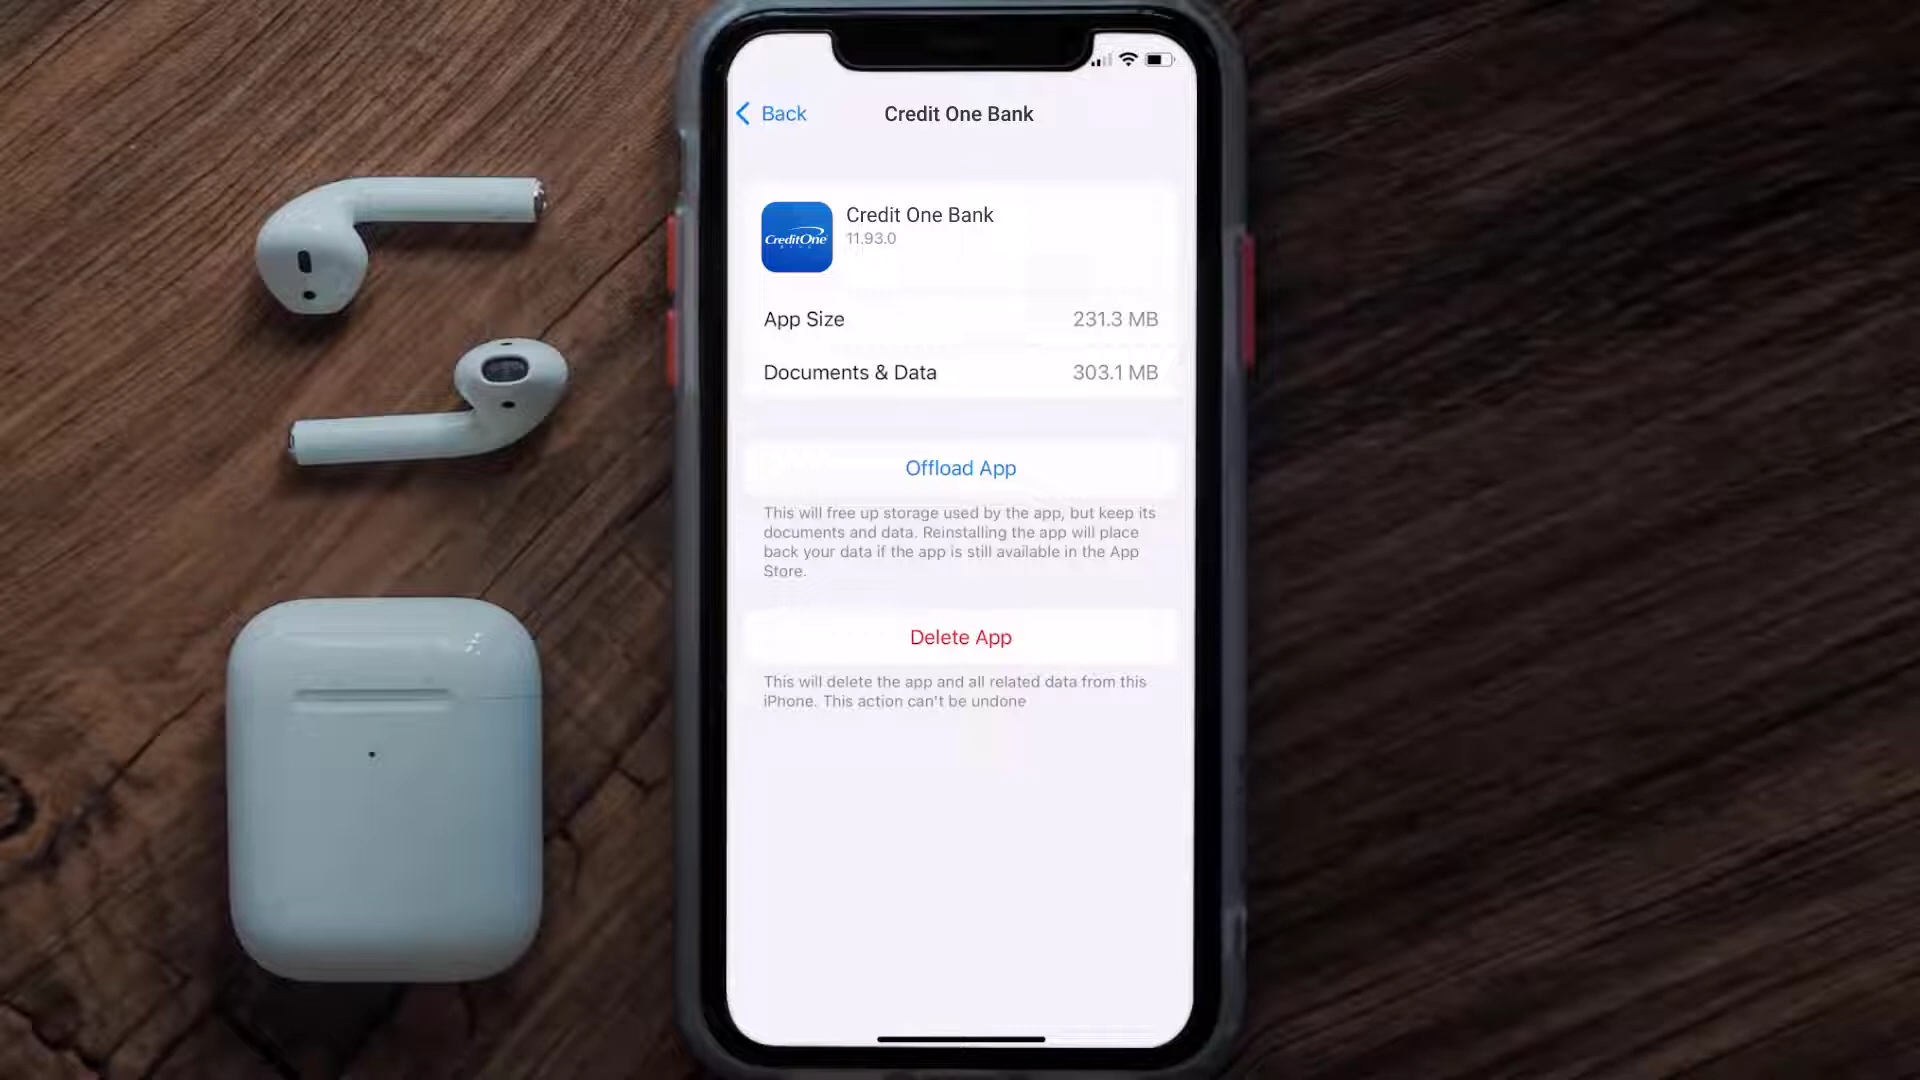 Back
Credit One Bank
CreditOne
Credit One Bank
11.93.0
App Size
231.3 MB
Documents & Data
303.1 MB
Offload App
This will free up storage used by the app, but keep its
documents and data. Reinstalling the app will place
back your data if the app is still available in the App
Store.
Delete App
This will delete the app and all related data from this
iPhone. This action can't be undone